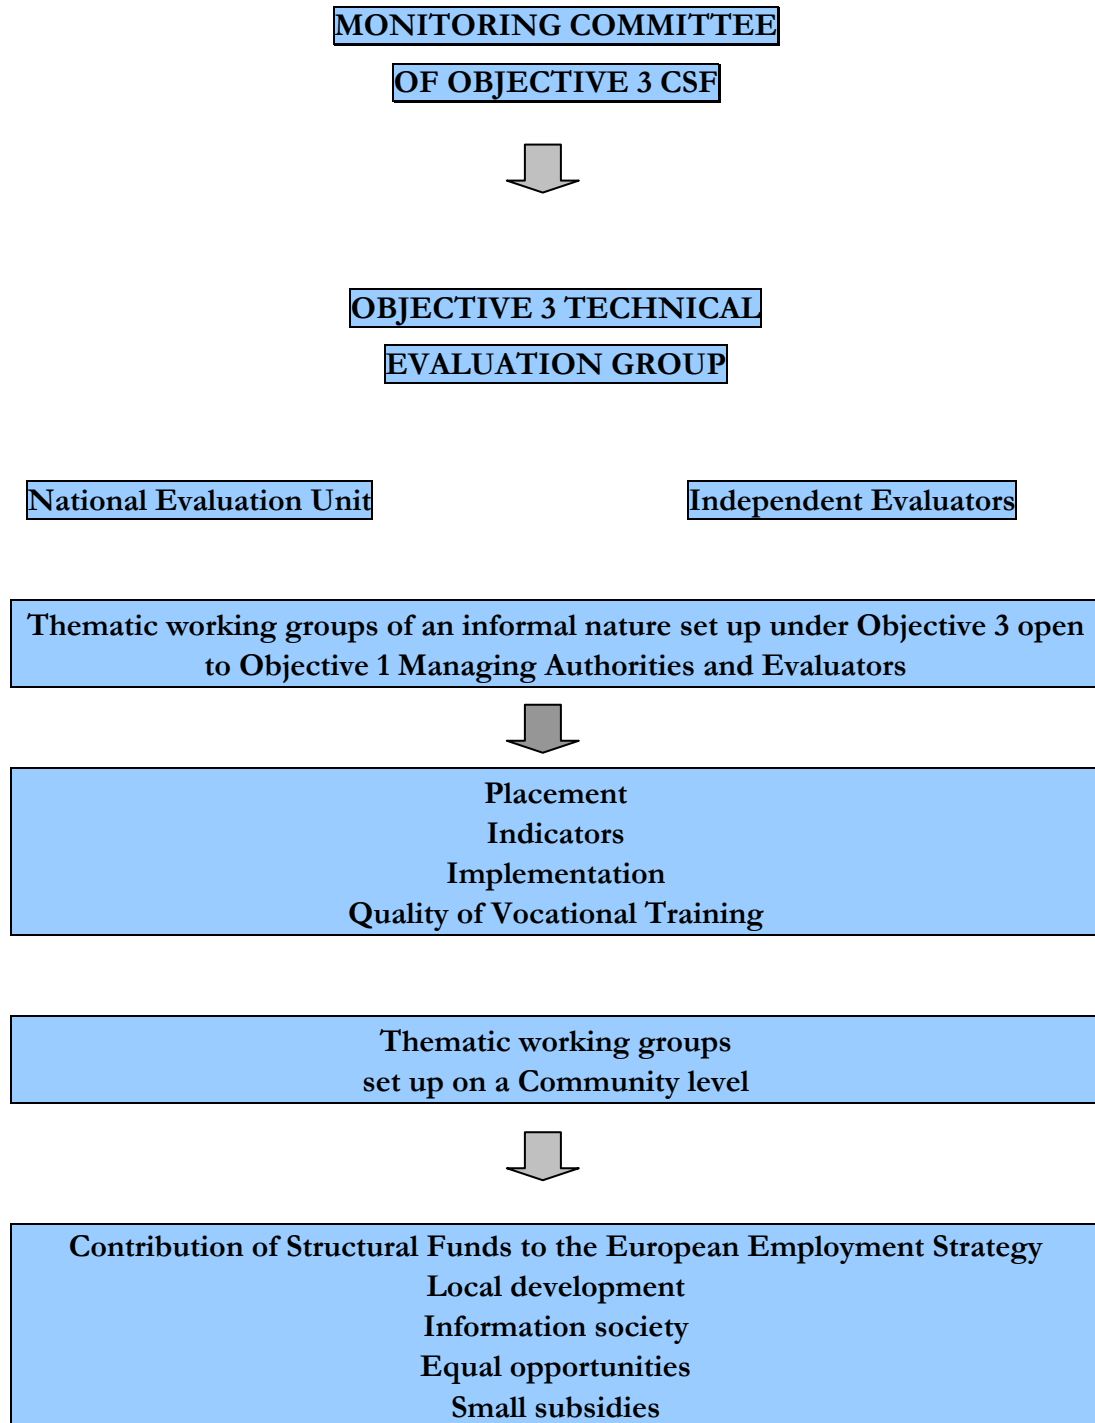 MONITORING COMMITTEE
OF OBJECTIVE 3 CSF
OBJECTIVE 3 TECHNICAL
EVALUATION GROUP
National Evaluation Unit
Independent Evaluators
Thematic working groups of an informal nature set up under Objective 3 open
to Objective 1 Managing Authorities and Evaluators
Placement
Indicators
Implementation
Quality of Vocational Training
Thematic working groups
set up on a Community level
Contribution of Structural Funds to the European Employment Strategy
Local development
Information society
Equal opportunities
Small subsidies